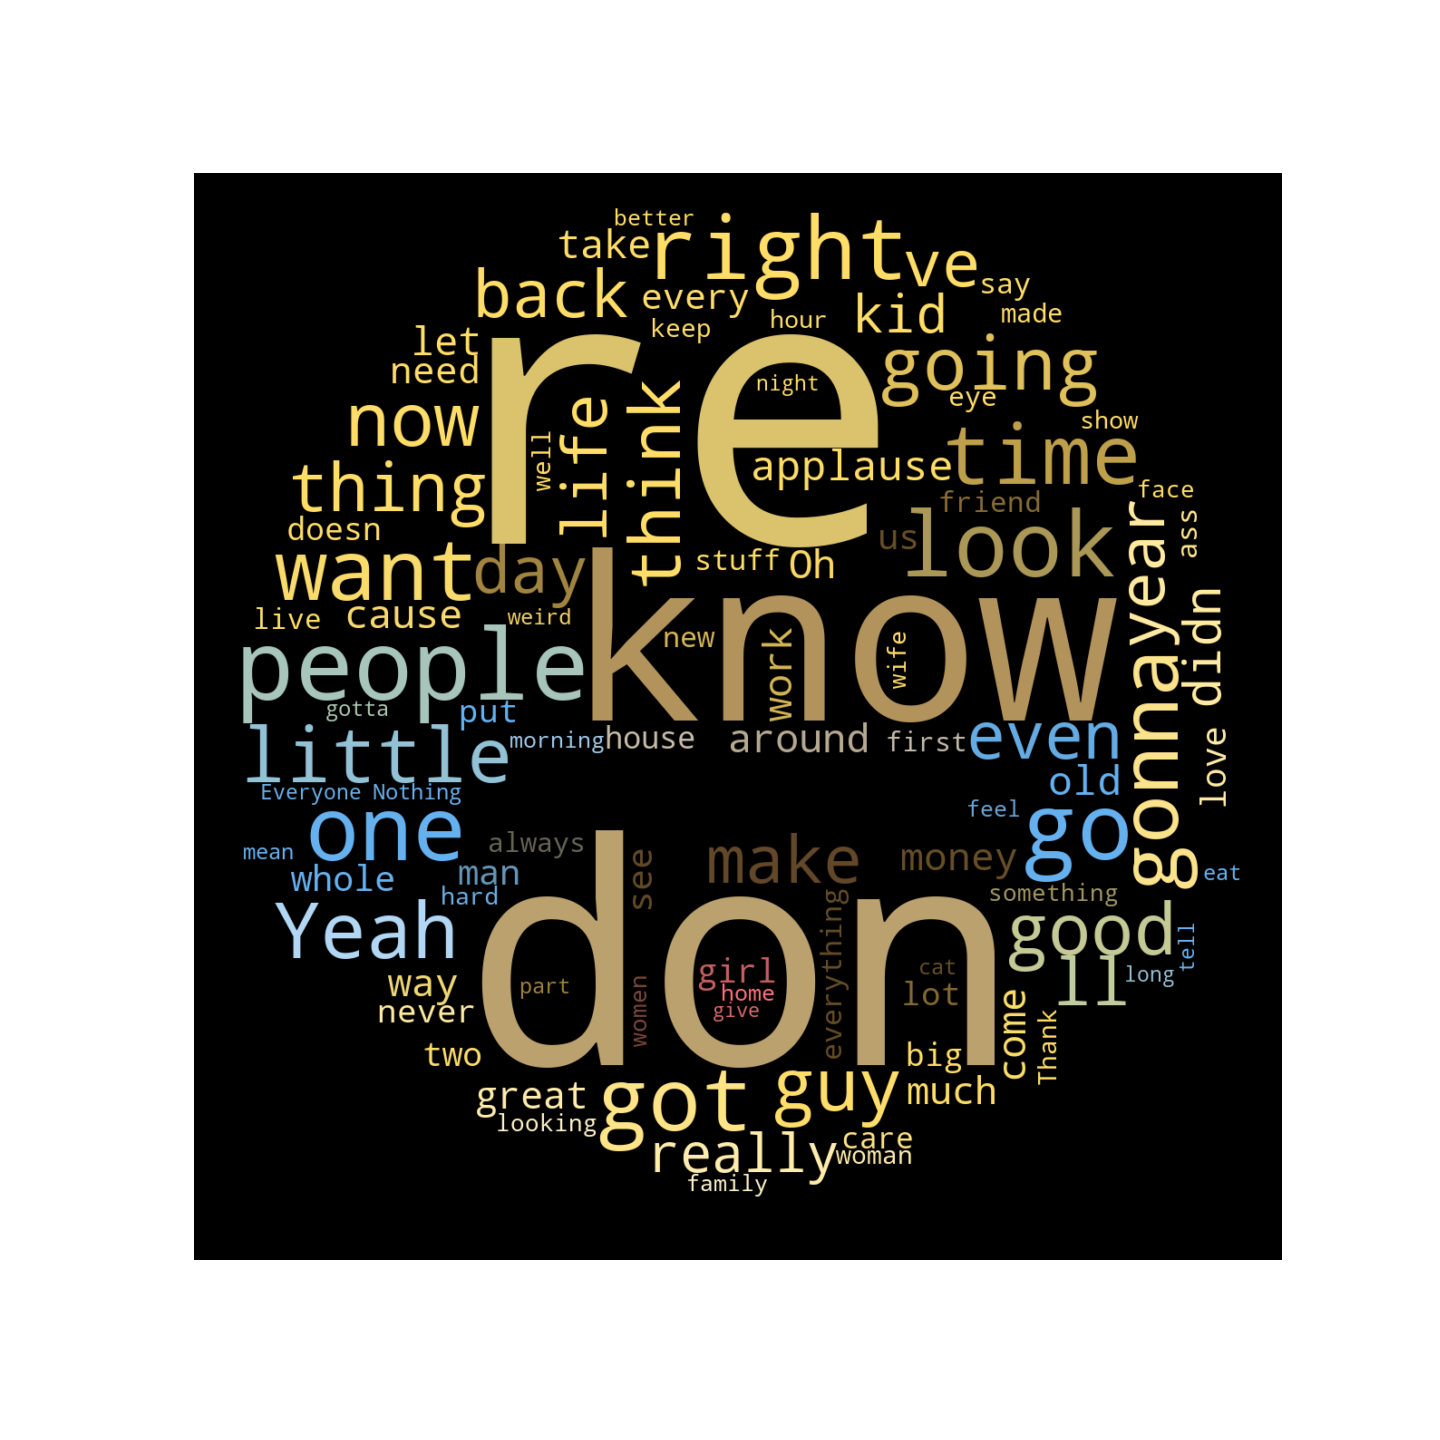 better
take
right
ve
back
every
say
kid
made
let
keep
hour
need
re
going
night
eye
now
life
think
show
well
time
applause
thing
face
friend
doesn
us
look
year
ass
want
day
stuff
Oh
live
cause
weird
know
new
work
wife
didn
people
gonna
gotta
put
little
morning
house
around
first
even
love
Everyone
Nothing
old
feel
one
go
mean
always
man
see
make
money
eat
whole
hard
something
Yeah
don
everything
good
tell
way
part
women
girl
home
give
cat
lot
ll
long
never
come
Thank
two
big
great
got
guy
much
looking
really
care
woman
family